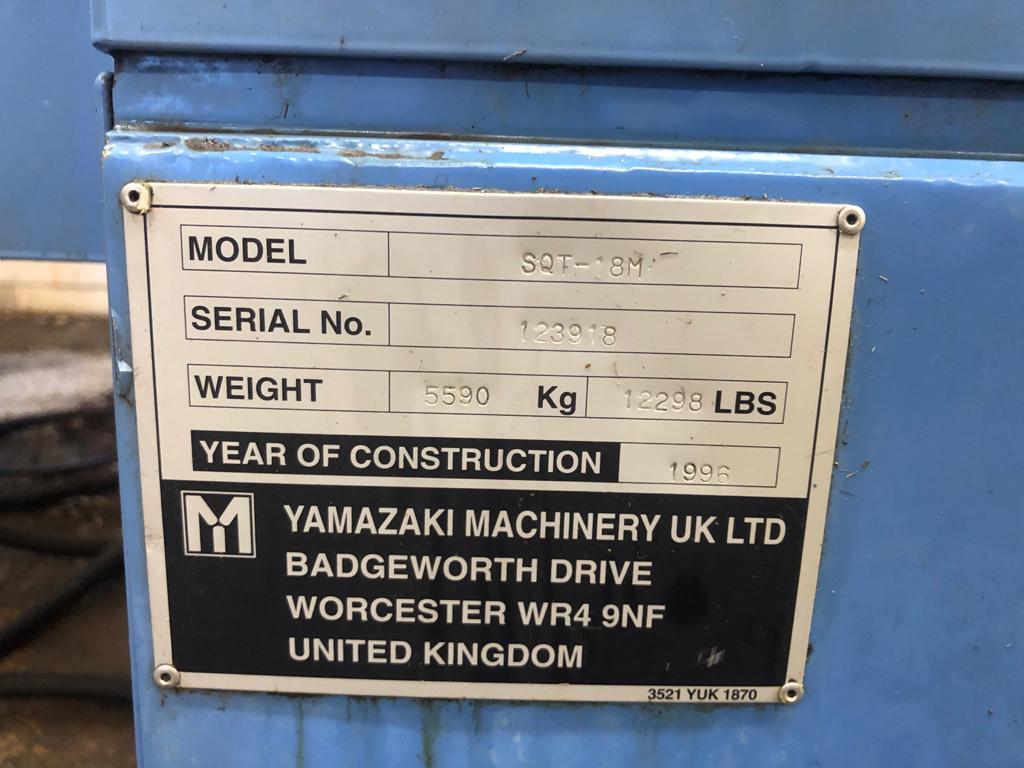 MODEL SQT-18M
SERIAL No. 123918
WEIGHT 5590 Kg 12298 LBS
YEAR OF CONSTRUCTION 1996
YAMAZAKI MACHINERY UK LTD
BADGEWORTH DRIVE
WORCESTER WR4 9NF
UNITED KINGDOM
3521 YUK 1870